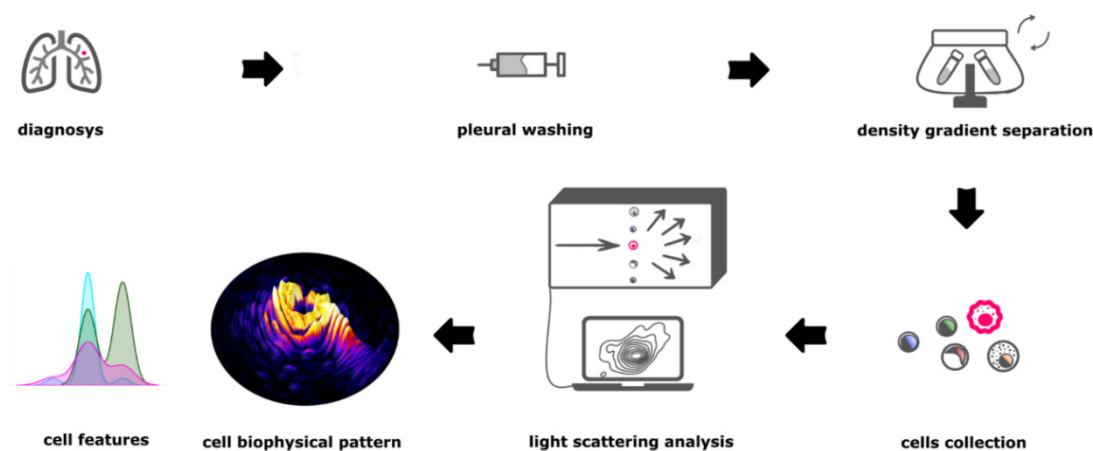 diagnosys
pleural washing
density gradient separation
cell features
cell biophysical pattern
light scattering analysis
cells collection